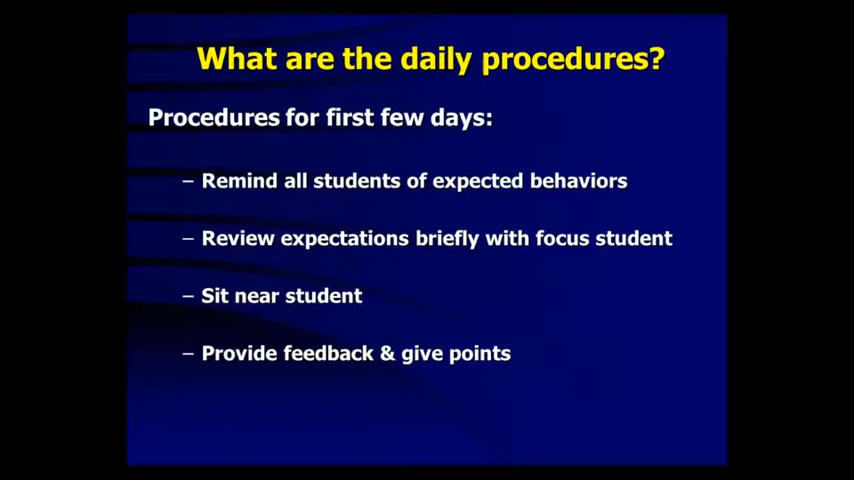 What are the daily procedures?
Procedures for first few days:
– Remind all students of expected behaviors
– Review expectations briefly with focus student
– Sit near student
– Provide feedback & give points